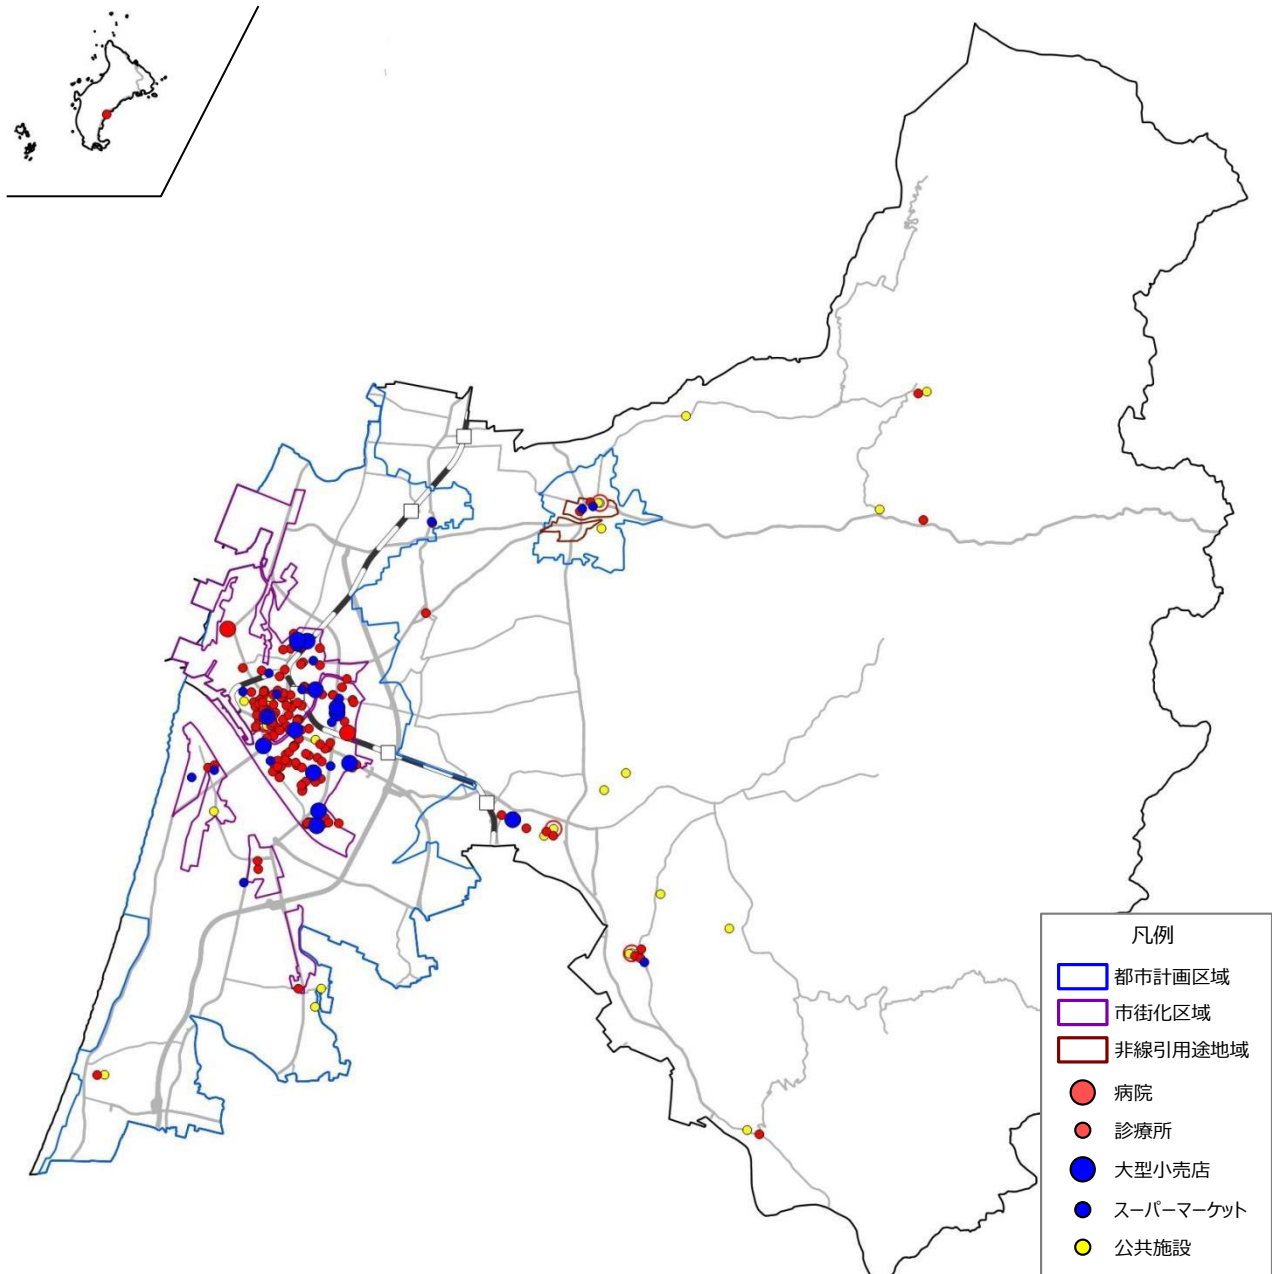 凡例
都市計画区域
市街化区域
非線引用途地域
病院
診療所
大型小売店
スーパーマーケット
公共施設